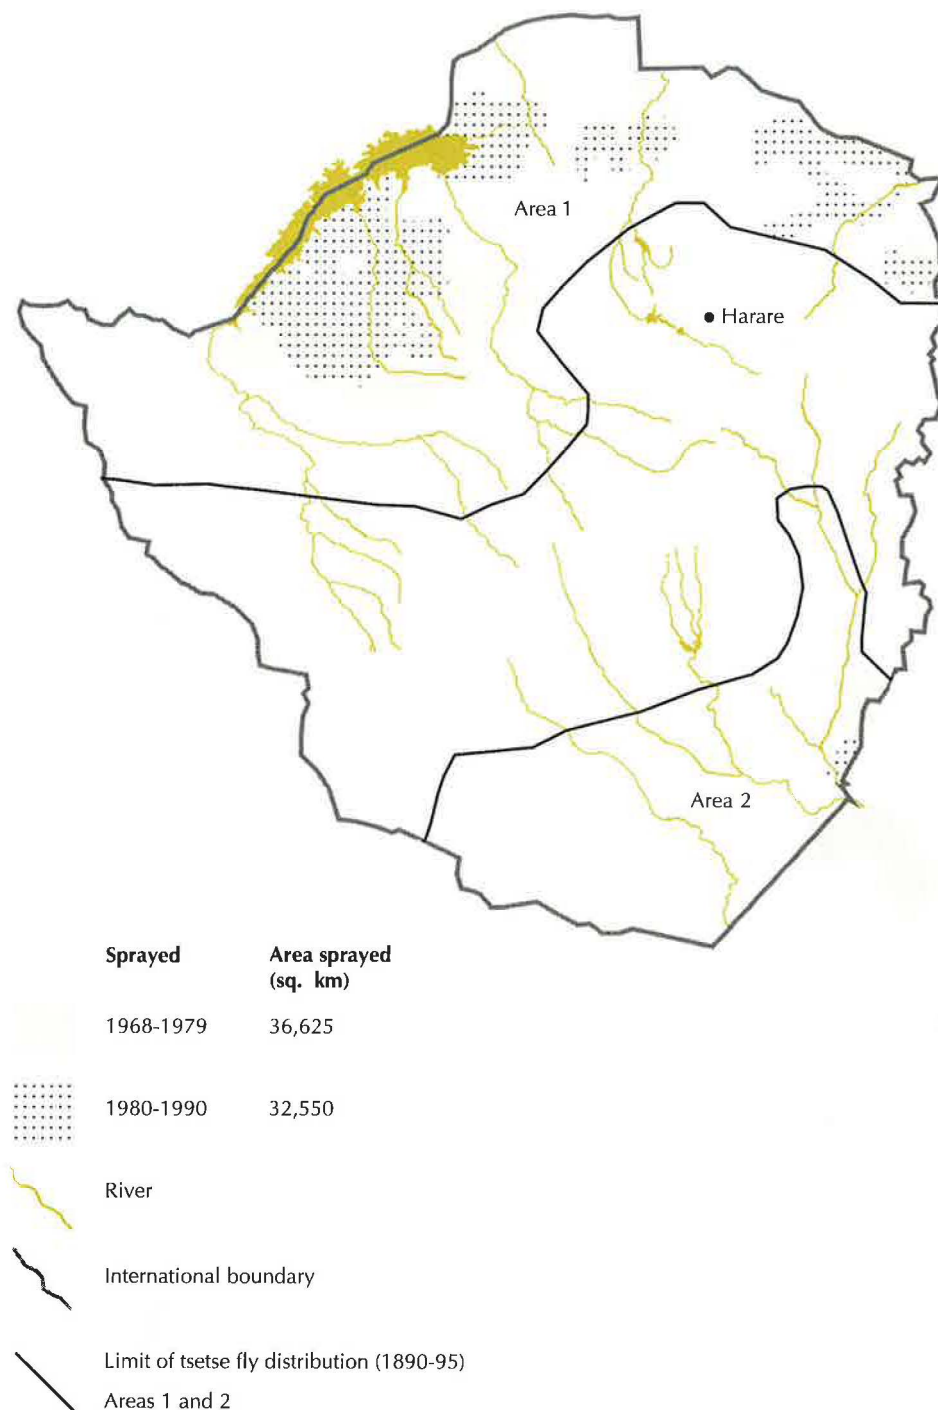 Area 1
Harare
Area 2
Sprayed Area sprayed
(sq. km)
1968-1979 36,625
1980-1990 32,550
River
International boundary
Limit of tsetse fly distribution (1890-95)
Areas 1 and 2